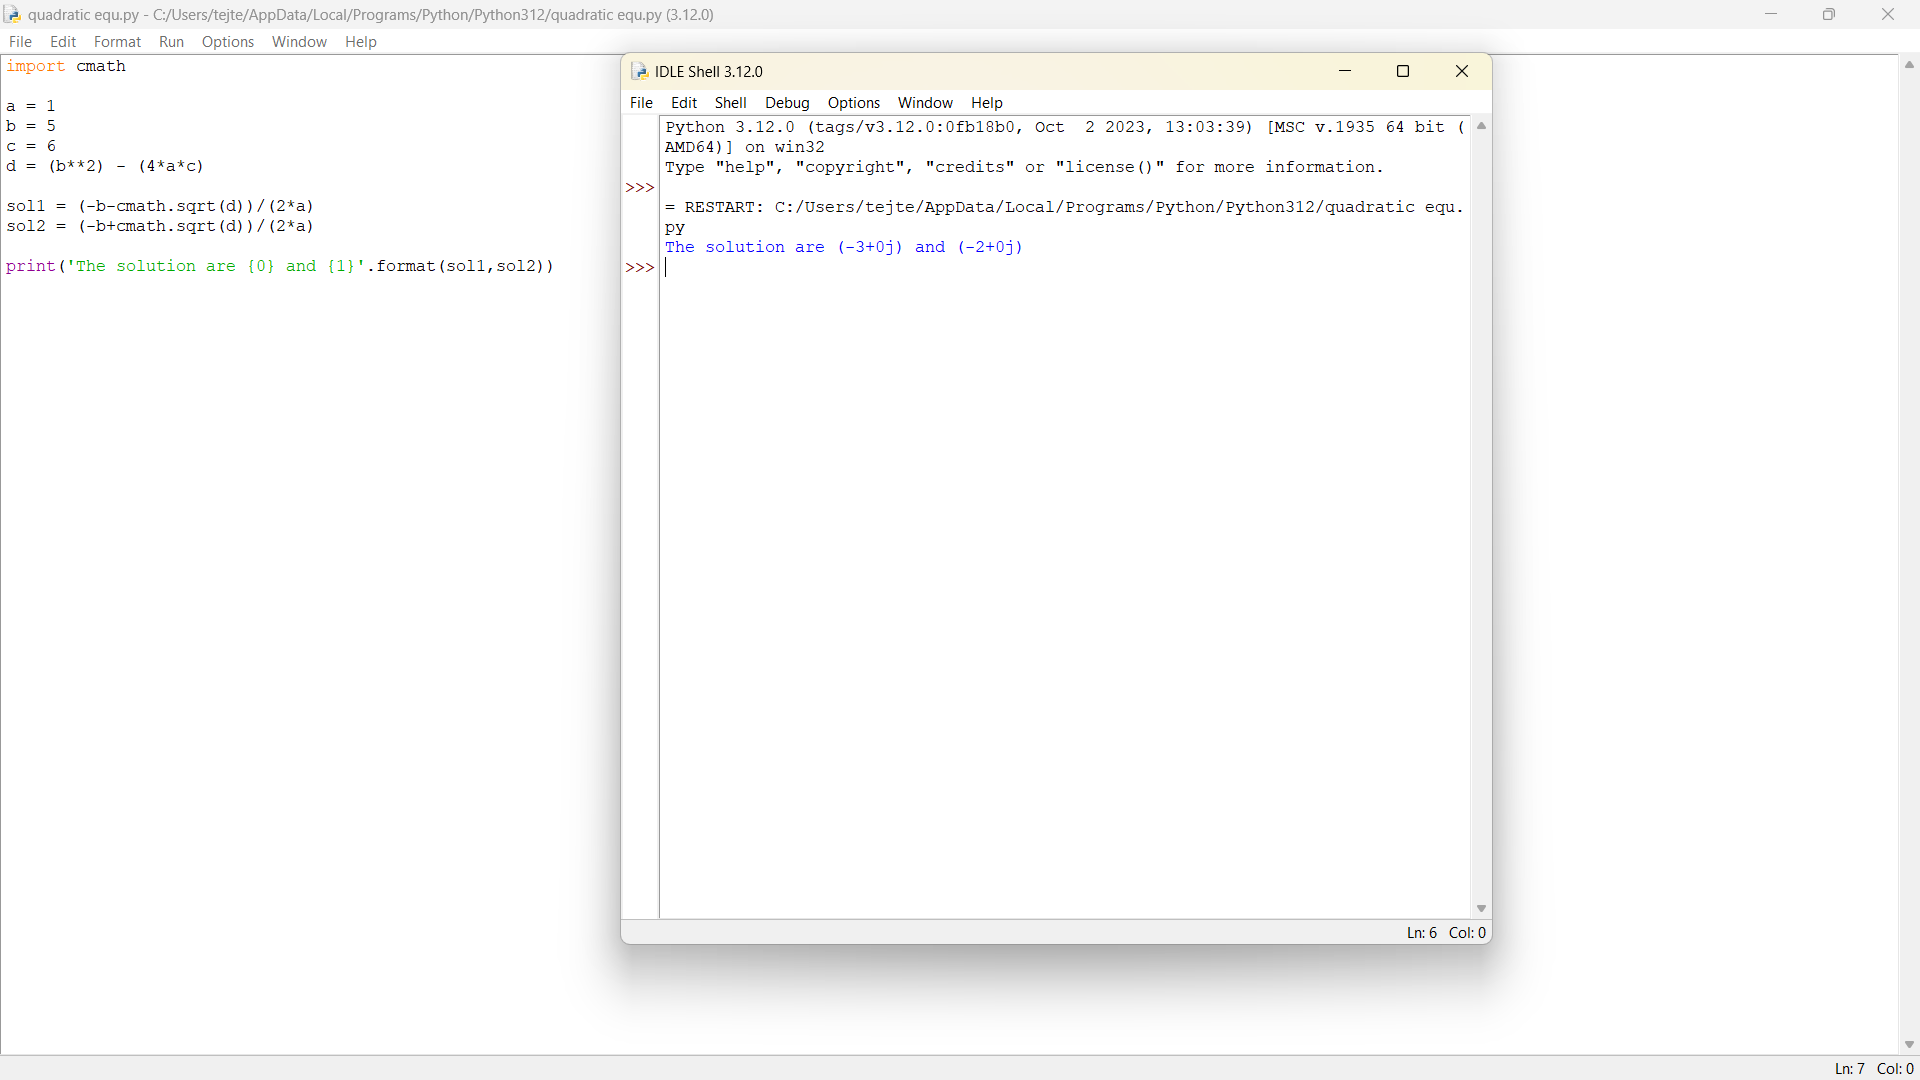 quadratic equ.py - C:/Users/tejte/AppData/Local/Programs/Python/Python312/quadratic equ.py (3.12.0)
File Edit Format Run Options Window Help
import cmath
a = 1
b = 5
c = 6
d = (b**2) - (4*a*c)
sol1 = (-b-cmath.sqrt(d))/(2*a)
sol2 = (-b+cmath.sqrt(d))/(2*a)
print('The solution are {0} and {1}'.format(sol1,sol2))
IDLE Shell 3.12.0
File Edit Shell Debug Options Window Help
Python 3.12.0 (tags/v3.12.0:0fb18b0, Oct  2 2023, 13:03:39) [MSC v.1935 64 bit (
AMD64)] on win32
Type "help", "copyright", "credits" or "license()" for more information.
>>>
= RESTART: C:/Users/tejte/AppData/Local/Programs/Python/Python312/quadratic equ.
py
The solution are (-3+0j) and (-2+0j)
>>>
Ln: 6 Col: 0
Ln: 7 Col: 0